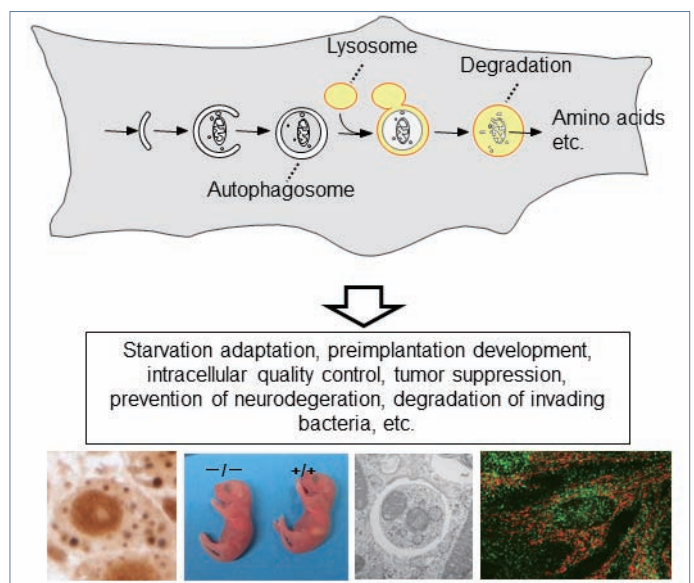 Lysosome
Degradation
Amino acids
etc.
Autophagosome
Starvation adaptation, preimplantation development,
intracellular quality control, tumor suppression,
prevention of neurodegeration, degradation of invading
bacteria, etc.
−/−
+/+